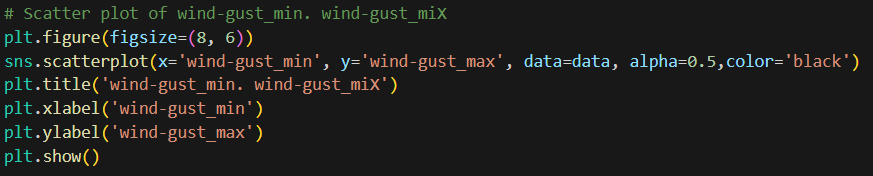 # Scatter plot of wind-gust_min. wind-gust_miX
plt.figure(figsize=(8, 6))
sns.scatterplot(x='wind-gust_min', y='wind-gust_max', data=data, alpha=0.5,color='black')
plt.title('wind-gust_min. wind-gust_miX')
plt.xlabel('wind-gust_min')
plt.ylabel('wind-gust_max')
plt.show()